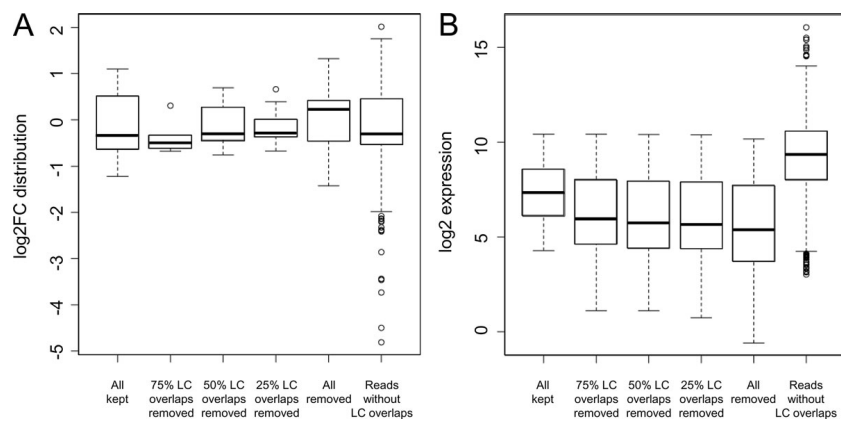 A
log2FC distribution
2
1
0
-1
-2
-3
-4
-5
All
kept
75% LC
overlaps
removed
50% LC
overlaps
removed
25% LC
overlaps
removed
All
removed
Reads
without
LC overlaps
B
log2 expression
15
10
5
0
All
kept
75% LC
overlaps
removed
50% LC
overlaps
removed
25% LC
overlaps
removed
All
removed
Reads
without
LC overlaps